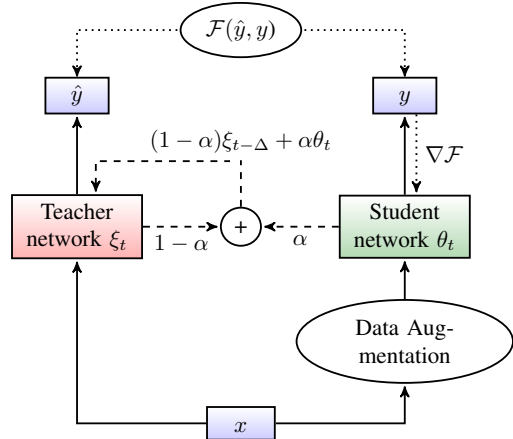 𝓕(ŷ, y)
ŷ
y
(1−α)ξ_{t−Δ} + αθ_t
∇𝓕
Teacher
network ξ_t
1 − α
+
α
Student
network θ_t
Data Aug-
mentation
x